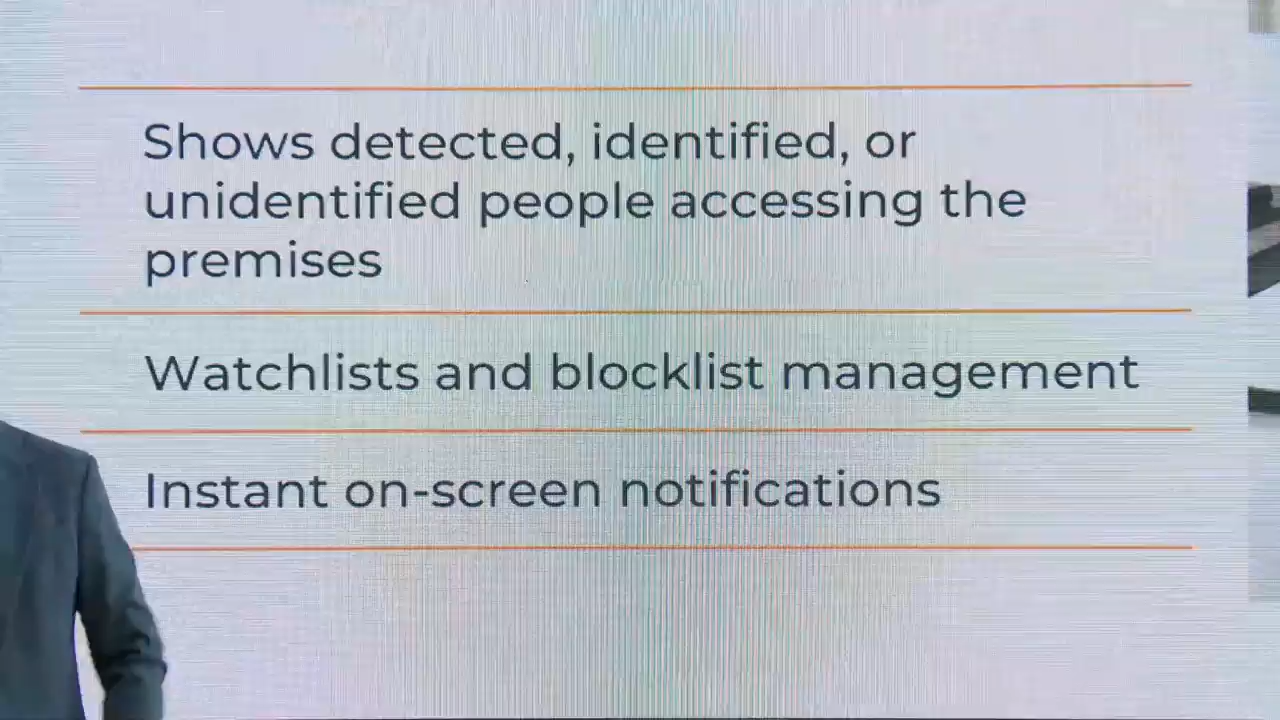 Shows detected, identified, or
unidentified people accessing the
premises
Watchlists and blocklist management
Instant on-screen notifications